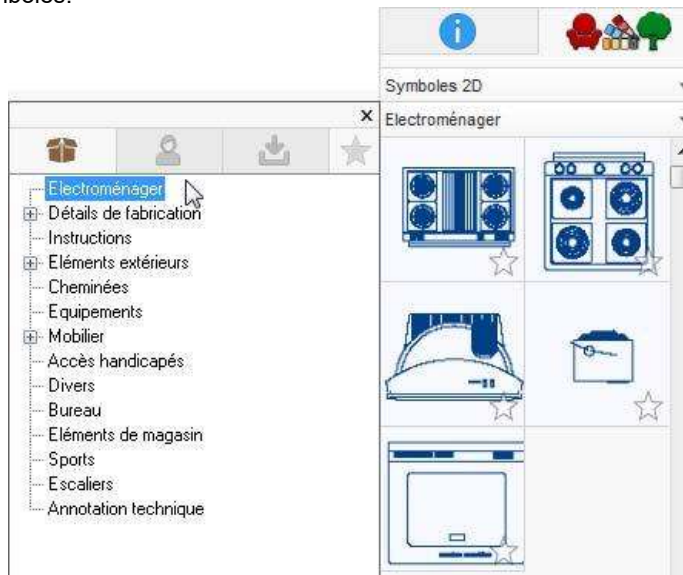 Symboles 2D
Electroménager
x
Electroménager
Détails de fabrication
Instructions
Eléments extérieurs
Cheminées
Equipements
Mobilier
Accès handicapés
Divers
Bureau
Eléments de magasin
Sports
Escaliers
Annotation technique